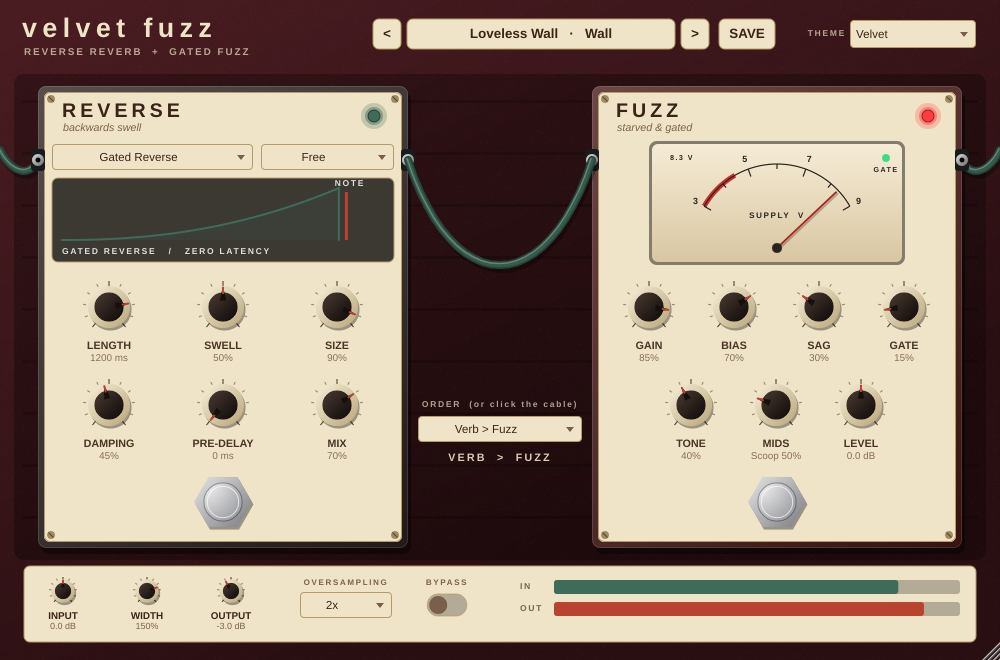 velvet fuzz
REVERSE REVERB + GATED FUZZ
< Loveless Wall · Wall > SAVE
THEME Velvet
REVERSE
backwards swell
Gated Reverse Free
NOTE
GATED REVERSE / ZERO LATENCY
LENGTH SWELL SIZE
1200 ms 50% 90%
DAMPING PRE-DELAY MIX
45% 0 ms 70%
ORDER (or click the cable)
Verb > Fuzz
VERB > FUZZ
FUZZ
starved & gated
8.3 V
3 5 7 9
GATE
SUPPLY V
GAIN BIAS SAG GATE
85% 70% 30% 15%
TONE MIDS LEVEL
40% Scoop 50% 0.0 dB
INPUT WIDTH OUTPUT
0.0 dB 150% -3.0 dB
OVERSAMPLING
2x
BYPASS
IN
OUT